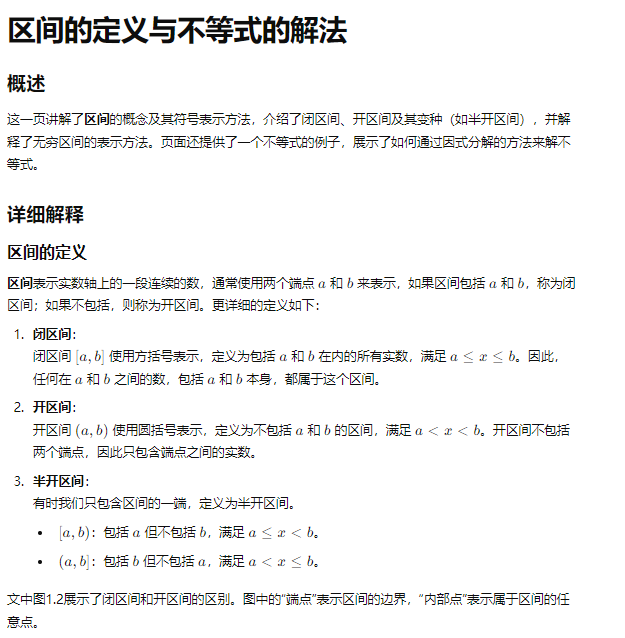 区间的定义与不等式的解法
概述
这一页讲解了区间的概念及其符号表示方法，介绍了闭区间、开区间及其变种（如半开区间），并解
释了无穷区间的表示方法。页面还提供了一个不等式的例子，展示了如何通过因式分解的方法来解不
等式。
详细解释
区间的定义
区间表示实数轴上的一段连续的数，通常使用两个端点 a 和 b 来表示，如果区间包括 a 和 b，称为闭
区间；如果不包括，则称为开区间。更详细的定义如下：
1. 闭区间：
闭区间 [a, b] 使用方括号表示，定义为包括 a 和 b 在内的所有实数，满足 a ≤ x ≤ b。因此，
任何在 a 和 b 之间的数，包括 a 和 b 本身，都属于这个区间。
2. 开区间：
开区间 (a, b) 使用圆括号表示，定义为不包括 a 和 b 的区间，满足 a < x < b。开区间不包括
两个端点，因此只包含端点之间的实数。
3. 半开区间：
有时我们只包含区间的一端，定义为半开区间。
• [a, b)：包括 a 但不包括 b，满足 a ≤ x < b。
• (a, b]：包括 b 但不包括 a，满足 a < x ≤ b。
文中图1.2展示了闭区间和开区间的区别。图中的“端点”表示区间的边界，“内部点”表示属于区间的任
意点。